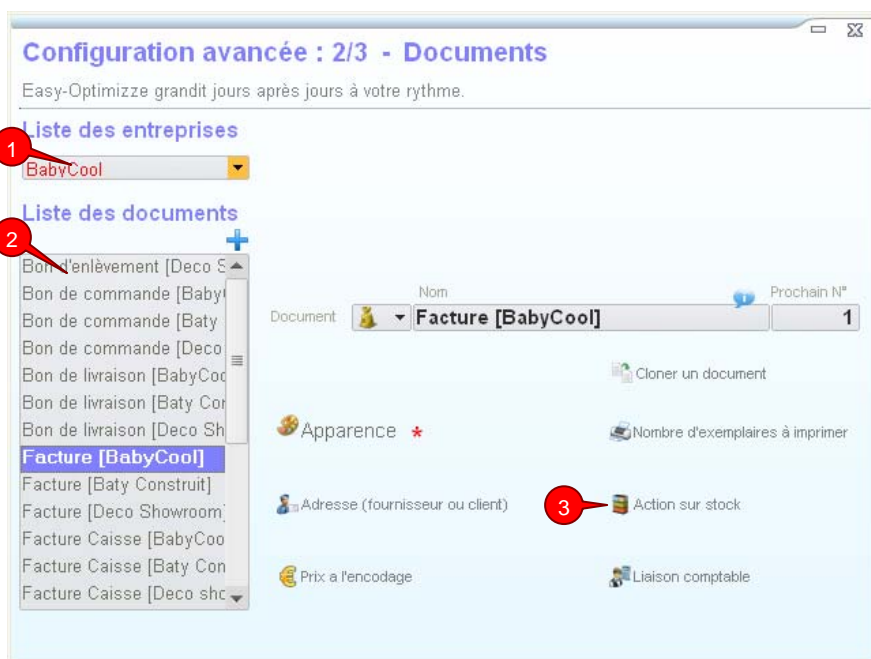 Configuration avancée : 2/3 - Documents
Easy-Optimizze grandit jours après jours à votre rythme.
Liste des entreprises
1
BabyCool
Liste des documents
2
Bon d'enlèvement [Deco S
Bon de commande [Baby
Bon de commande [Baty
Bon de commande [Deco
Bon de livraison [BabyCoo
Bon de livraison [Baty Cor
Bon de livraison [Deco Sh
Facture [BabyCool]
Facture [Baty Construit]
Facture [Deco Showroom]
Facture Caisse [BabyCoo
Facture Caisse [Baty Con
Facture Caisse [Deco sho
Nom
Prochain N°
Document
Facture [BabyCool]
1
Cloner un document
Apparence *
Nombre d'exemplaires à imprimer
Adresse (fournisseur ou client)
3
Action sur stock
Prix a l'encodage
Liaison comptable